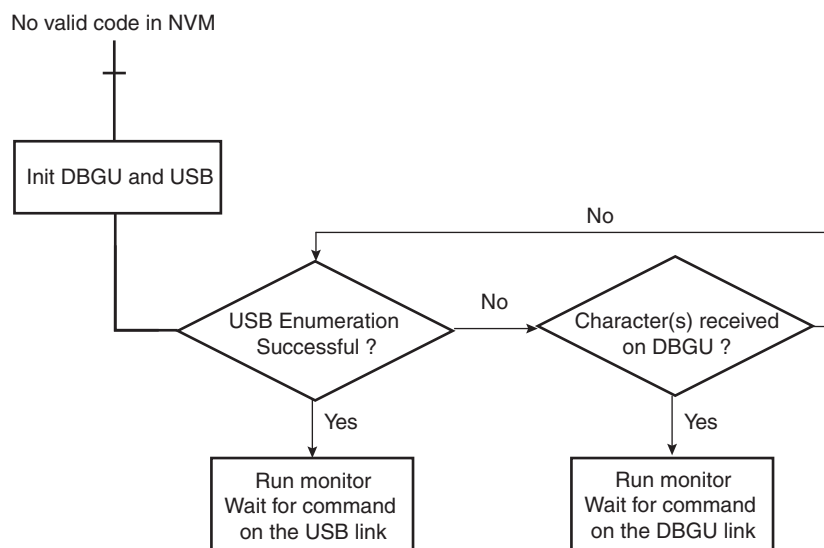 No valid code in NVM
Init DBGU and USB
No
USB Enumeration
Successful ?
No
Character(s) received
on DBGU ?
Yes
Yes
Run monitor
Wait for command
on the USB link
Run monitor
Wait for command
on the DBGU link